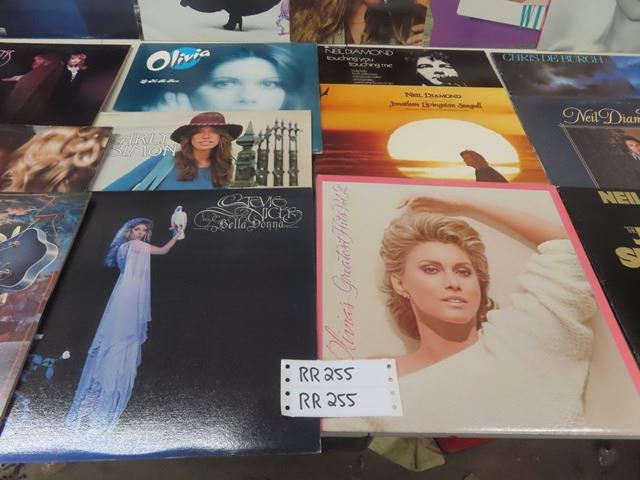 Olivia
NEIL DIAMOND
touching you
touching me
CHRIS DE BURGH
NEIL DIAMOND
Jonathan Livingston Seagull
CARLY
SIMON
Neil Diam
STEVIE
NICKS
Bella Donna
NEIL
Olivia's Greatest Hits Vol. 2
RR 255
RR 255